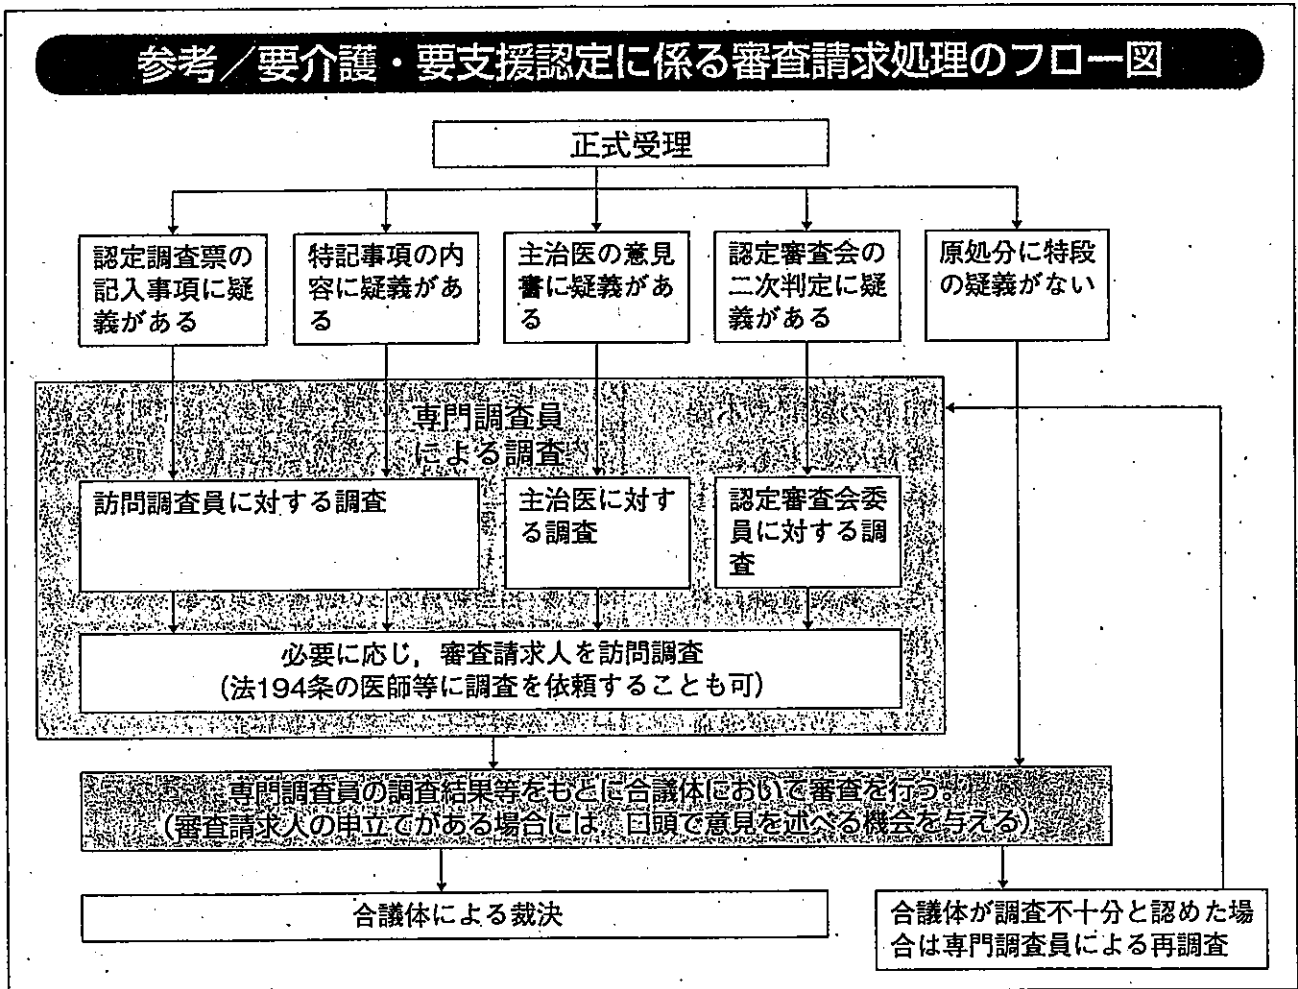 参考/要介護・要支援認定に係る審査請求処理のフロー図
正式受理
認定調査票の
記入事項に疑
義がある
特記事項の内
容に疑義があ
る
主治医の意見
書に疑義があ
る
認定審査会の
二次判定に疑
義がある
原処分に特段
の疑義がない
専門調査員
による調査
訪問調査員に対する調査
主治医に対す
る調査
認定審査会委
員に対する調
査
必要に応じ,審査請求人を訪問調査
(法194条の医師等に調査を依頼することも可)
専門調査員の調査結果等をもとに合議体において審査を行う。
(審査請求人の申立てがある場合には 口頭で意見を述べる機会を与える)
合議体による裁決
合議体が調査不十分と認めた場
合は専門調査員による再調査